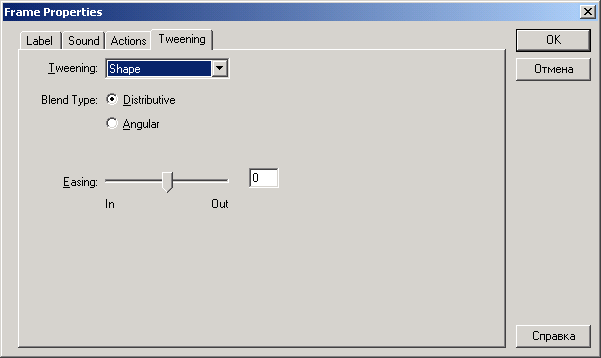 Frame Properties
Label Sound Actions Tweening
OK
Отмена
Tweening: Shape
Blend Type: Distributive
Angular
Easing: 0
In Out
Справка